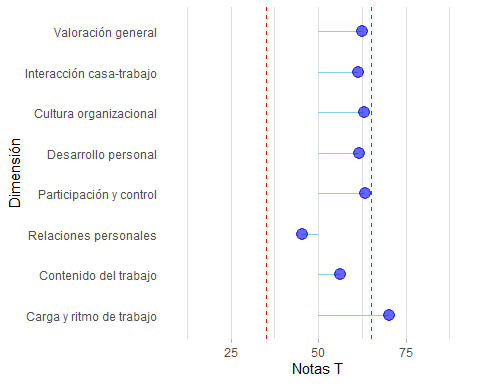 Valoración general
Interacción casa-trabajo
Cultura organizacional
Desarrollo personal
Participación y control
Relaciones personales
Contenido del trabajo
Carga y ritmo de trabajo
Dimensión
25 50 75
Notas T